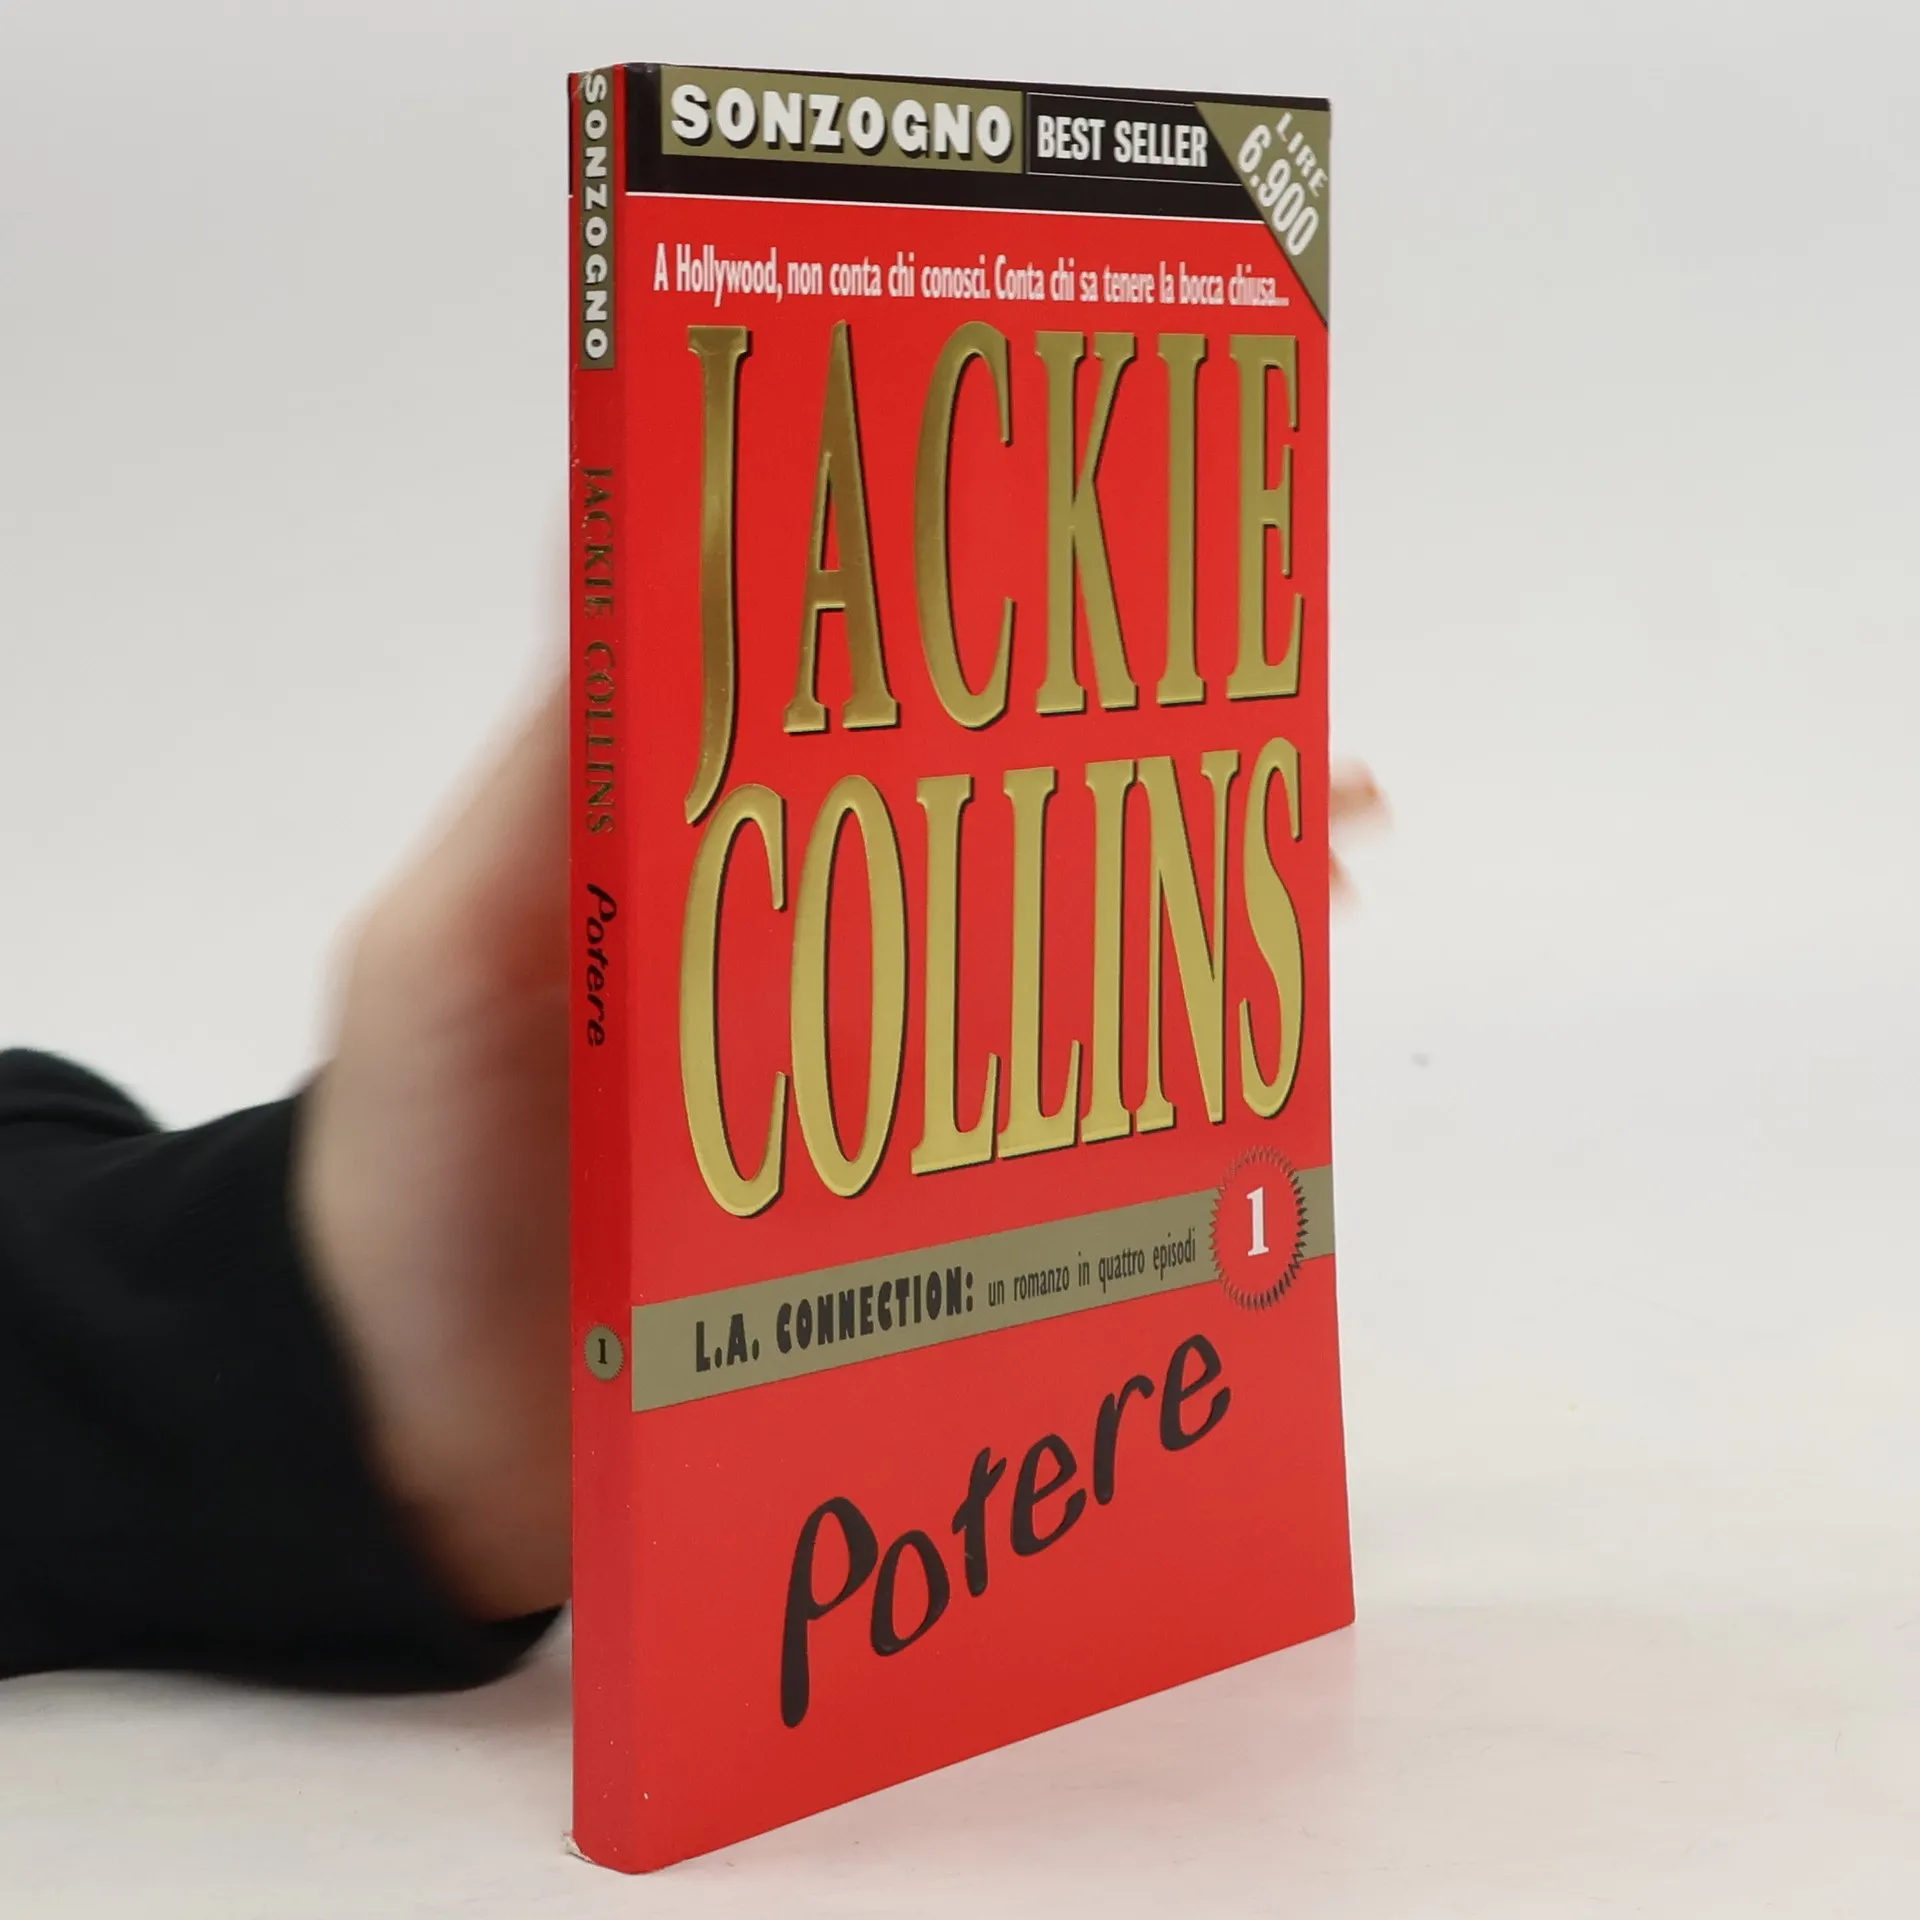 SONZOGNO
JACKIE COLLINS Potere
1
SONZOGNO BEST SELLER
LIRE
6.900
A Hollywood, non conta chi conosci. Conta chi sa tenere la bocca chiusa...
JACKIE
COLLINS
1
L.A. CONNECTION: un romanzo in quattro episodi
Potere